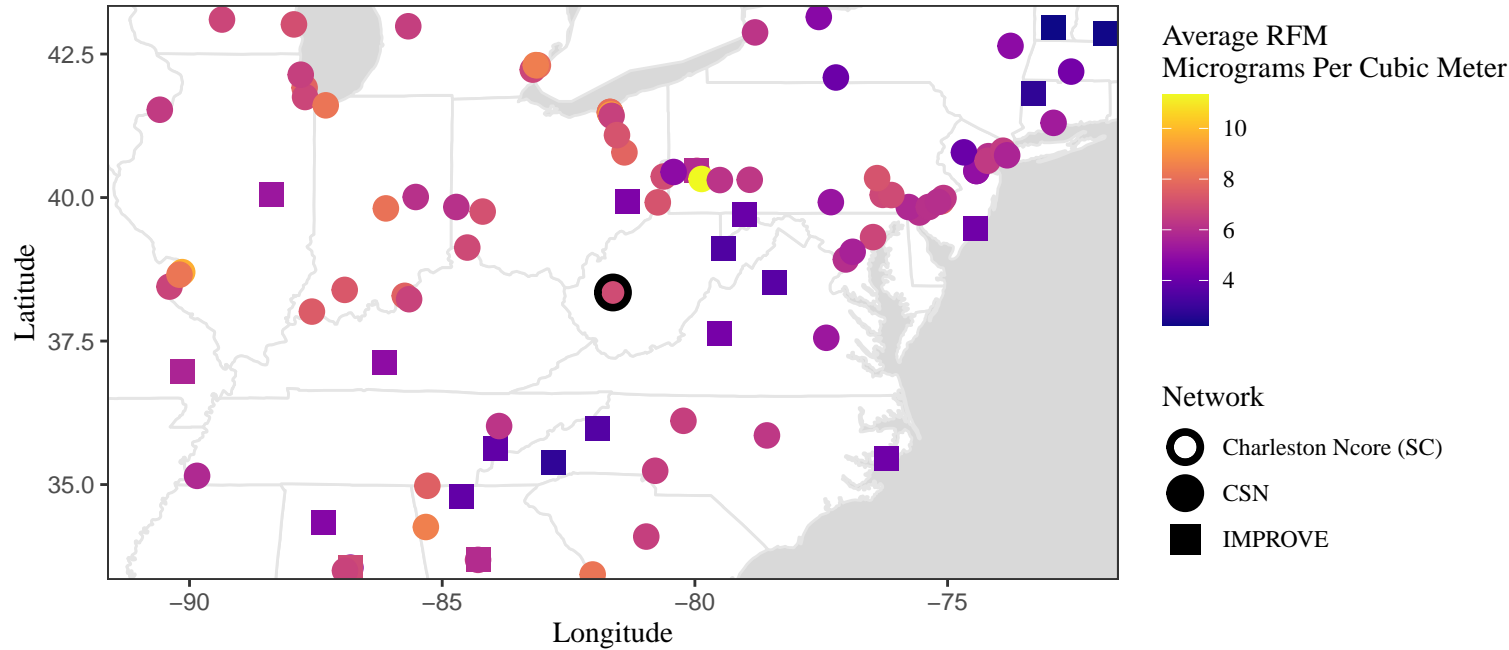 42.5
40.0
37.5
35.0
Latitude
−90
−85
−80
−75
Longitude
Average RFM
Micrograms Per Cubic Meter
10
8
6
4
Network
Charleston Ncore (SC)
CSN
IMPROVE